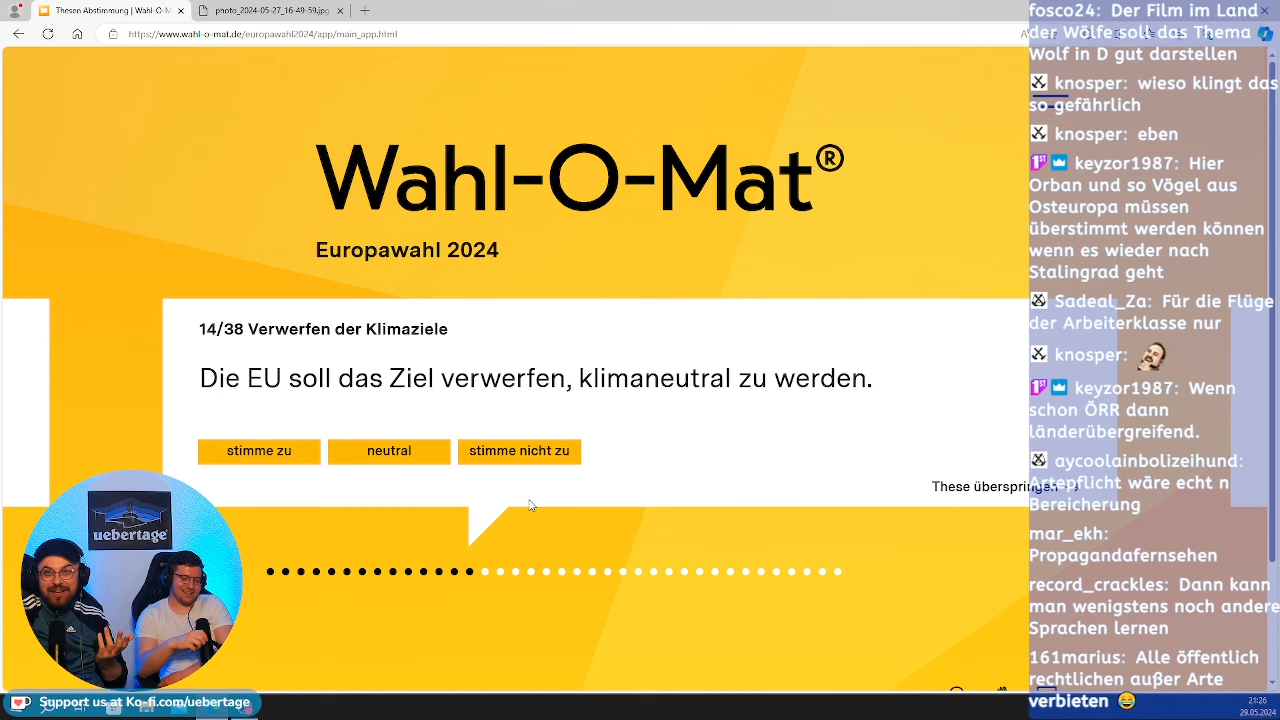 Thesen Abstimmung | Wahl-O-M
photo_2024-05-27_16-49-59.jpg
https://www.wahl-o-mat.de/europawahl2024/app/main_app.html
Wahl-O-Mat®
Europawahl 2024
14/38 Verwerfen der Klimaziele
Die EU soll das Ziel verwerfen, klimaneutral zu werden.
stimme zu
neutral
stimme nicht zu
These überspringen
uebertage
Support us at Ko-fi.com/uebertage
fosco24: Der Film im Land
der Wölfe soll das Thema
Wolf in D gut darstellen
knosper: wieso klingt das
so gefährlich
knosper: eben
1ST keyzor1987: Hier
Orban und so Vögel aus
Osteuropa müssen
überstimmt werden können
wenn es wieder nach
Stalingrad geht
Sadeal_Za: Für die Flüge
der Arbeiterklasse nur
knosper:
1ST keyzor1987: Wenn
schon ÖRR dann
länderübergreifend.
aycoolainbolizeihund:
Artepflicht wäre echt n
Bereicherung
mar_ekh:
Propagandafernsehen
record_crackles: Dann kann
man wenigstens noch andere
Sprachen lernen
161marius: Alle öffentlich
rechtlichen außer Arte
verbieten 😂
21:26
29.05.2024